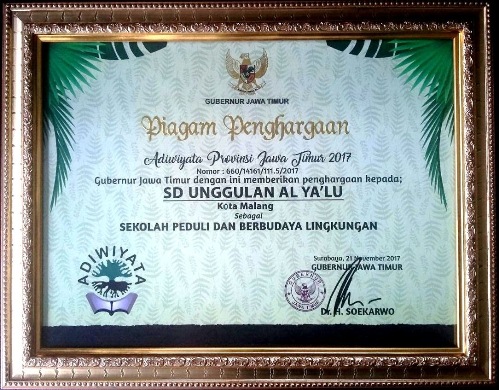 GUBERNUR JAWA TIMUR
Piagam Penghargaan
Adiwiyata Provinsi Jawa Timur 2017
Nomor : 660/14161/111.5/2017
Gubernur Jawa Timur dengan ini memberikan penghargaan kepada;
SD UNGGULAN AL YA'LU
Kota Malang
Sebagai
SEKOLAH PEDULI DAN BERBUDAYA LINGKUNGAN
ADIWIYATA
Surabaya, 21 November 2017
GUBERNUR JAWA TIMUR
GUBERNUR
Dr. H. SOEKARWO